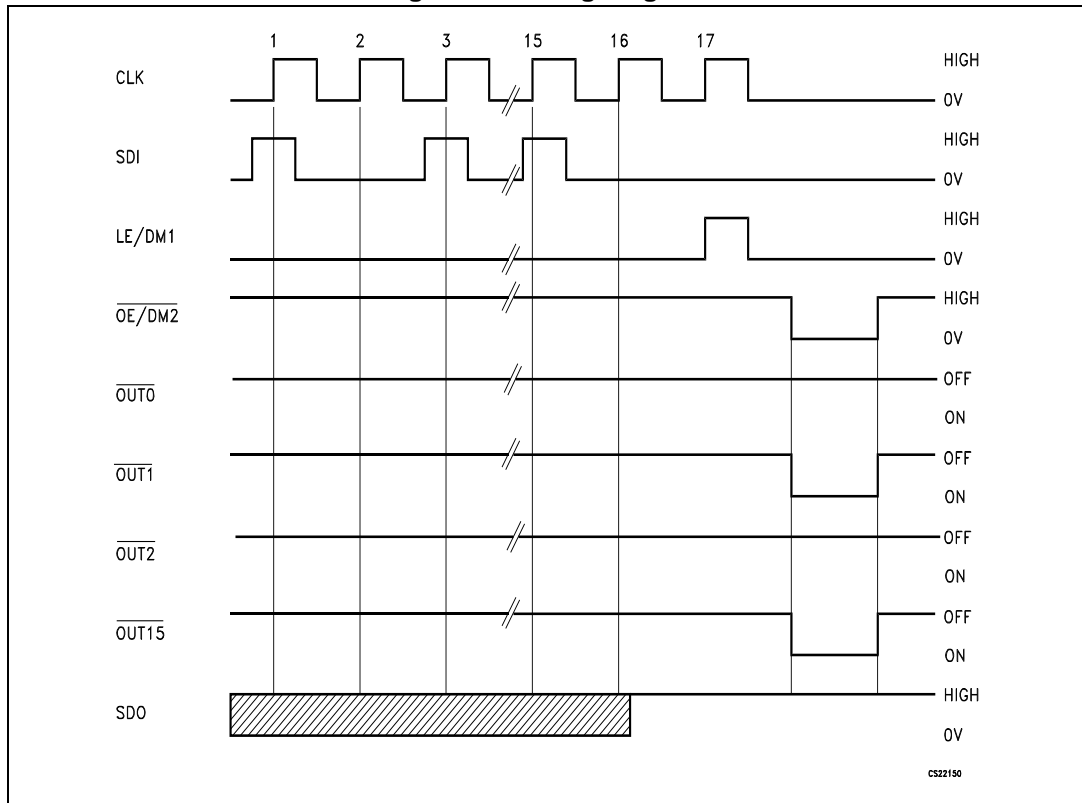 1 2 3 15 16 17
CLK
HIGH
0V
SDI
HIGH
0V
LE/DM1
HIGH
0V
OE/DM2
HIGH
0V
OUT0
OFF
ON
OUT1
OFF
ON
OUT2
OFF
ON
OUT15
OFF
ON
SDO
HIGH
0V
CS22150